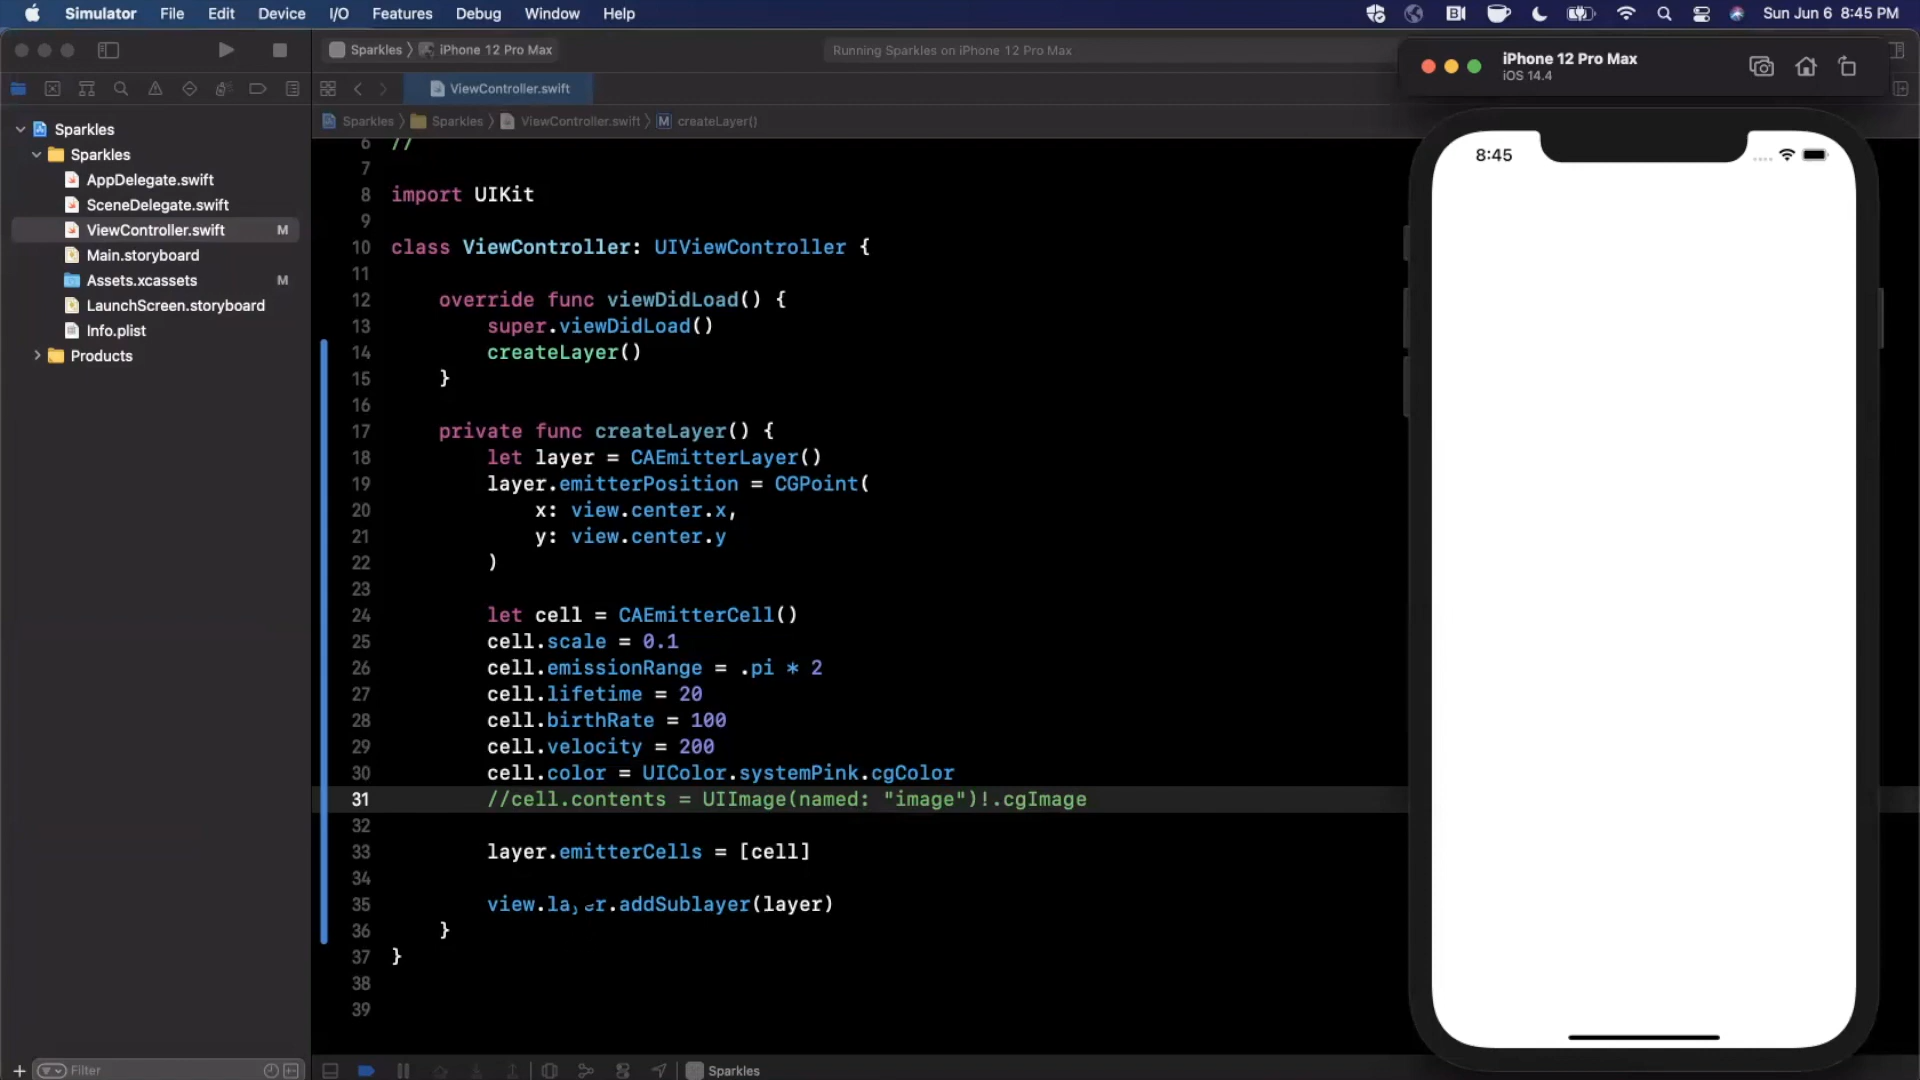 Simulator File Edit Device I/O Features Debug Window Help Sun Jun 6 8:45 PM
Sparkles iPhone 12 Pro Max Running Sparkles on iPhone 12 Pro Max
iPhone 12 Pro Max
iOS 14.4
ViewController.swift
Sparkles Sparkles ViewController.swift M createLayer()
Sparkles
Sparkles
AppDelegate.swift
SceneDelegate.swift
ViewController.swift M
Main.storyboard
Assets.xcassets M
LaunchScreen.storyboard
Info.plist
Products
6 //
7
8 import UIKit
9
10 class ViewController: UIViewController {
11
12 override func viewDidLoad() {
13 super.viewDidLoad()
14 createLayer()
15 }
16
17 private func createLayer() {
18 let layer = CAEmitterLayer()
19 layer.emitterPosition = CGPoint(
20 x: view.center.x,
21 y: view.center.y
22 )
23
24 let cell = CAEmitterCell()
25 cell.scale = 0.1
26 cell.emissionRange = .pi * 2
27 cell.lifetime = 20
28 cell.birthRate = 100
29 cell.velocity = 200
30 cell.color = UIColor.systemPink.cgColor
31 //cell.contents = UIImage(named: "image")!.cgImage
32
33 layer.emitterCells = [cell]
34
35 view.layer.addSublayer(layer)
36 }
37 }
38
39
8:45
Filter
Sparkles